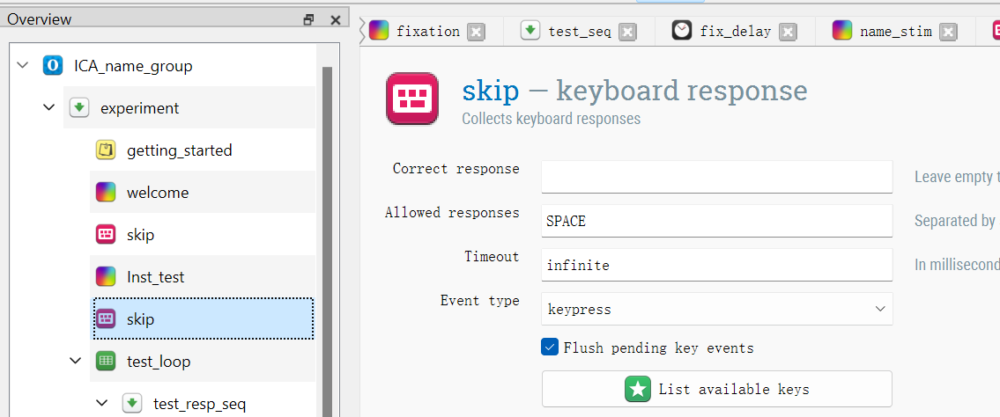 Overview
ICA_name_group
experiment
getting_started
welcome
skip
Inst_test
skip
test_loop
test_resp_seq
fixation
test_seq
fix_delay
name_stim
skip — keyboard response
Collects keyboard responses
Correct response
Leave empty t
Allowed responses
SPACE
Separated by
Timeout
infinite
In millisecond
Event type
keypress
Flush pending key events
List available keys